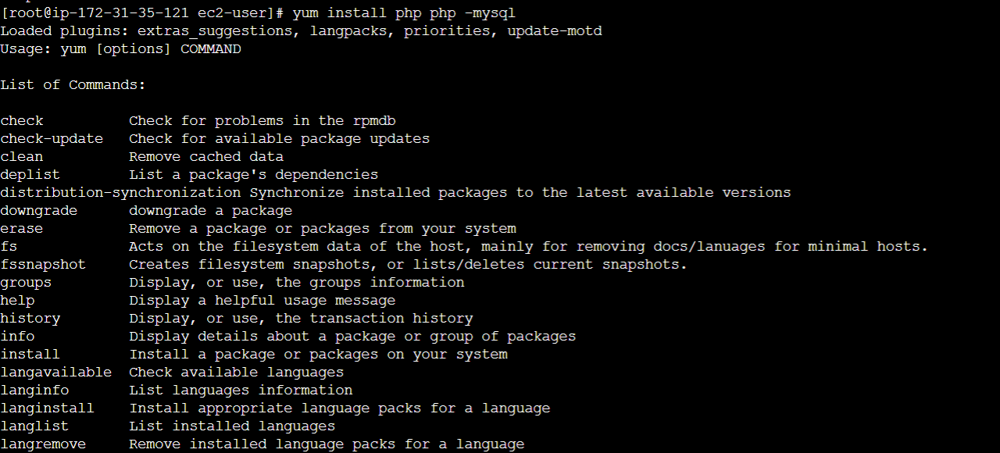 [root@ip-172-31-35-121 ec2-user]# yum install php php -mysql
Loaded plugins: extras_suggestions, langpacks, priorities, update-motd
Usage: yum [options] COMMAND
List of Commands:
check          Check for problems in the rpmdb
check-update   Check for available package updates
clean          Remove cached data
deplist        List a package's dependencies
distribution-synchronization Synchronize installed packages to the latest available versions
downgrade      downgrade a package
erase          Remove a package or packages from your system
fs             Acts on the filesystem data of the host, mainly for removing docs/lanuages for minimal hosts.
fssnapshot     Creates filesystem snapshots, or lists/deletes current snapshots.
groups         Display, or use, the groups information
help           Display a helpful usage message
history        Display, or use, the transaction history
info           Display details about a package or group of packages
install        Install a package or packages on your system
langavailable  Check available languages
langinfo       List languages information
langinstall    Install appropriate language packs for a language
langlist       List installed languages
langremove     Remove installed language packs for a language